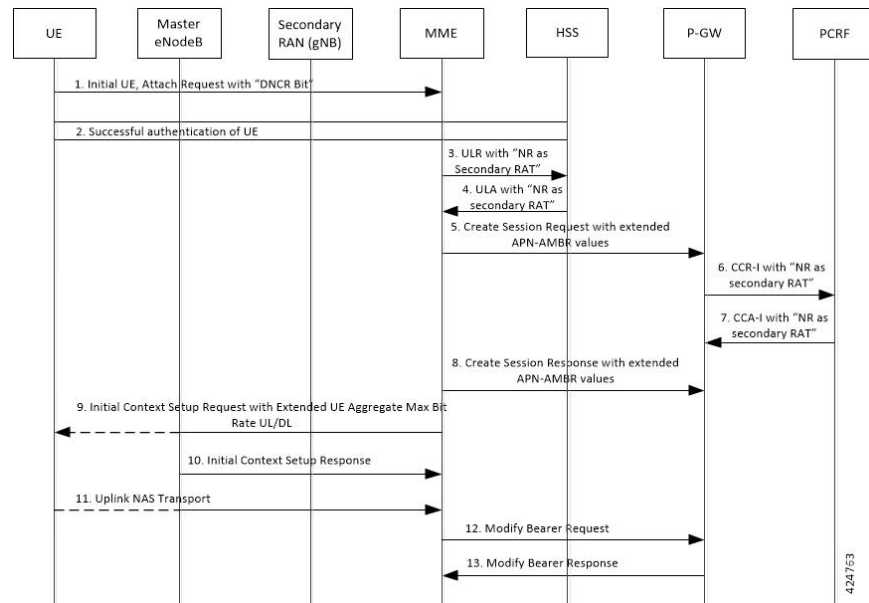 UE
Master
eNodeB
Secondary
RAN (gNB)
MME
HSS
P-GW
PCRF
1. Initial UE, Attach Request with “DNCR Bit”
2. Successful authentication of UE
3. ULR with “NR as
Secondary RAT”
4. ULA with “NR as
secondary RAT”
5. Create Session Request with extended
APN-AMBR values
6. CCR-I with “NR as
secondary RAT”
7. CCA-I with “NR as
secondary RAT”
8. Create Session Response with extended
APN-AMBR values
9. Initial Context Setup Request with Extended UE Aggregate Max Bit
Rate UL/DL
10. Initial Context Setup Response
11. Uplink NAS Transport
12. Modify Bearer Request
13. Modify Bearer Response
424763